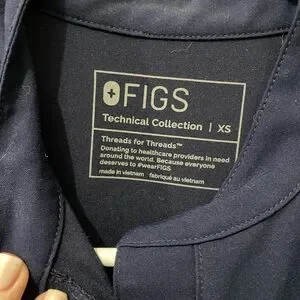 FIGS
Technical Collection | XS
Threads for Threads™
Donating to healthcare providers in need
around the world. Because everyone
deserves to #wearFIGS
made in vietnam fabriqué au vietnam